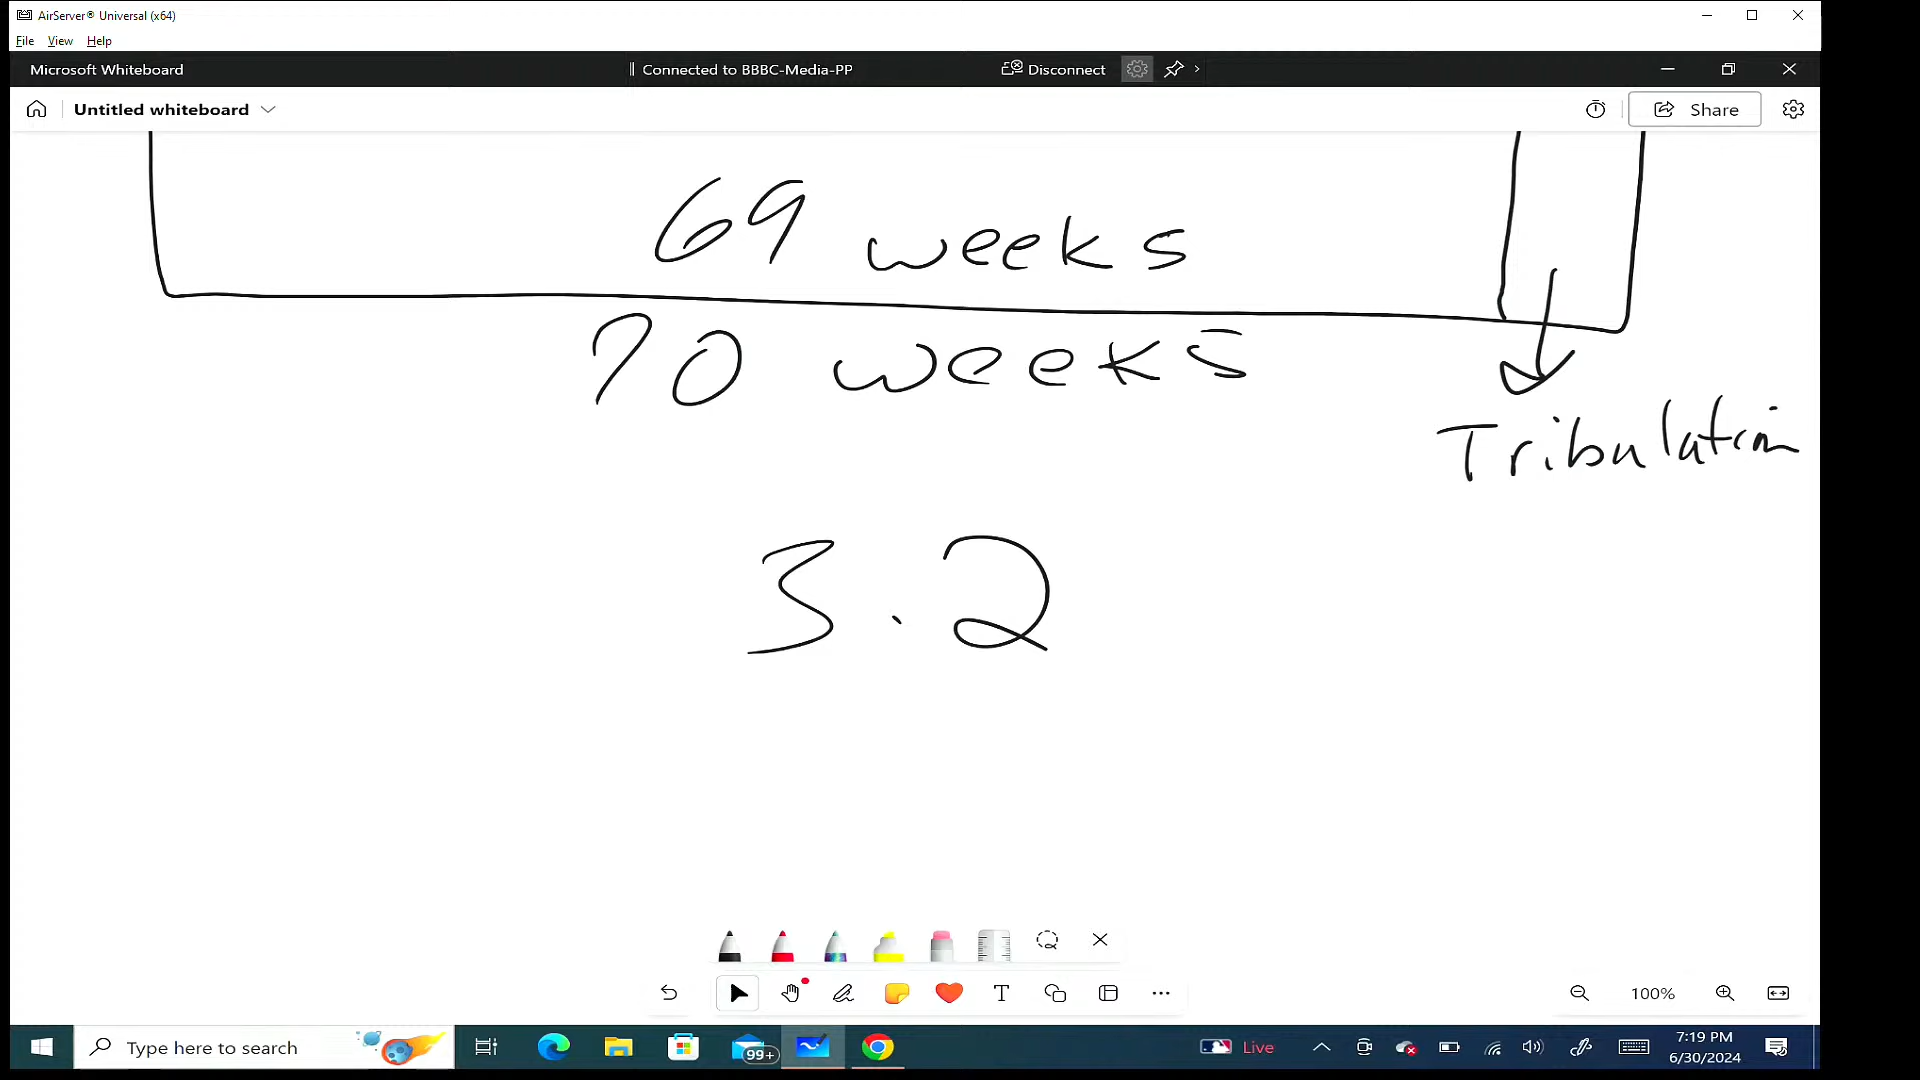 AirServer® Universal (x64)
File View Help
Microsoft Whiteboard Connected to BBBC-Media-PP Disconnect
Untitled whiteboard Share
69 weeks
70 weeks
Tribulation
3.2
T
100%
Type here to search 99+ Live 7:19 PM
6/30/2024